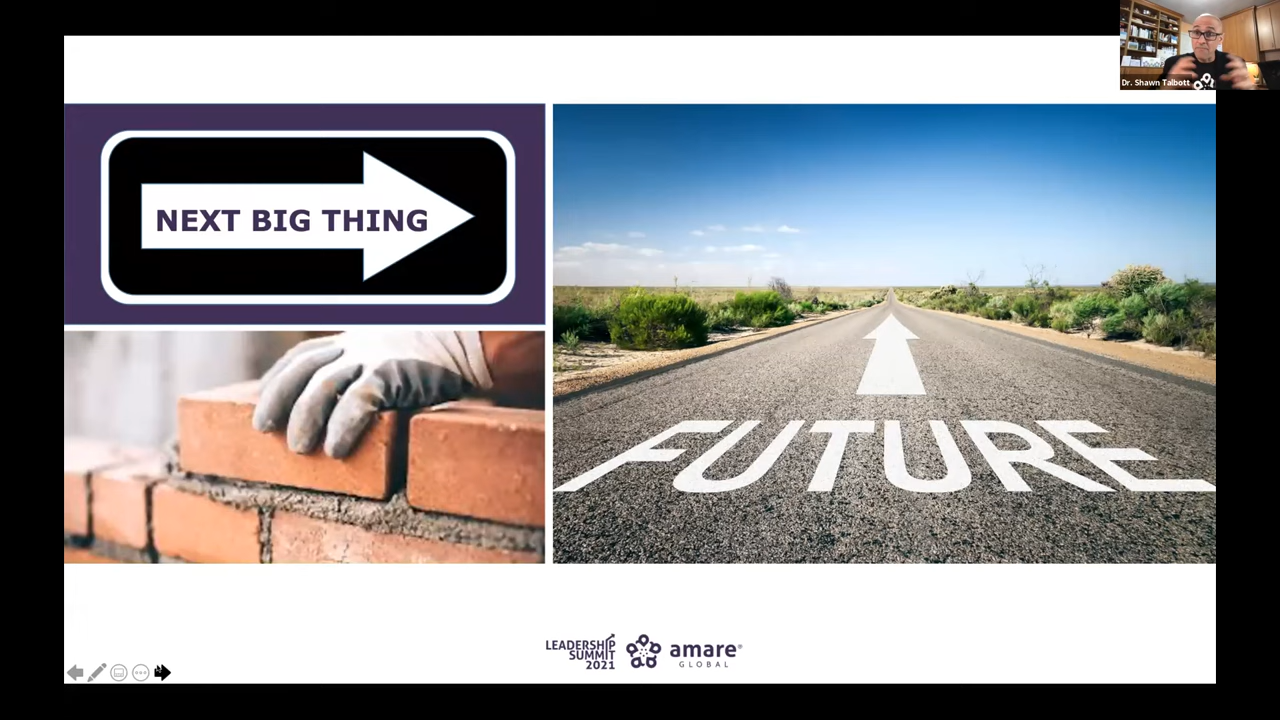 Dr. Shawn Talbott
NEXT BIG THING
FUTURE
LEADERSHIP
SUMMIT
2021
amare®
GLOBAL